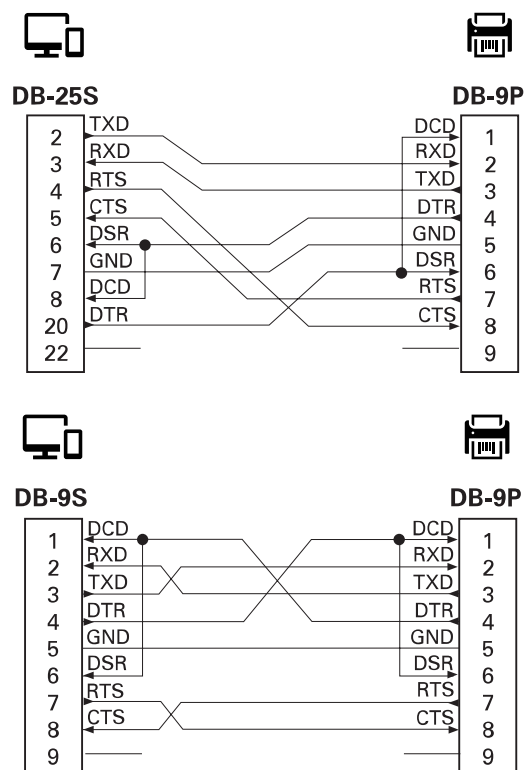 DB-25S DB-9P
2 TXD DCD 1
3 RXD RXD 2
4 RTS TXD 3
5 CTS DTR 4
6 DSR GND 5
7 GND DSR 6
8 DCD RTS 7
20 DTR CTS 8
22 9
DB-9S DB-9P
1 DCD DCD 1
2 RXD RXD 2
3 TXD TXD 3
4 DTR DTR 4
5 GND GND 5
6 DSR DSR 6
7 RTS RTS 7
8 CTS CTS 8
9 9